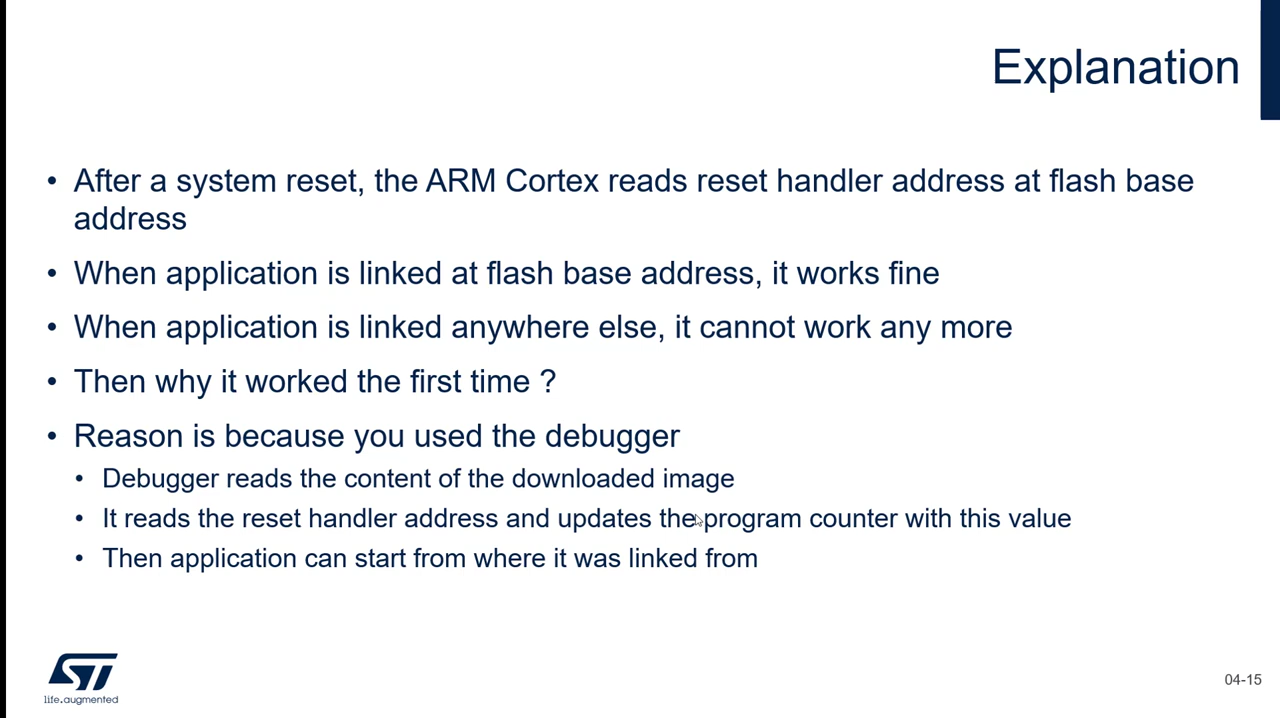 Explanation
• After a system reset, the ARM Cortex reads reset handler address at flash base
address
• When application is linked at flash base address, it works fine
• When application is linked anywhere else, it cannot work any more
• Then why it worked the first time ?
• Reason is because you used the debugger
• Debugger reads the content of the downloaded image
• It reads the reset handler address and updates the program counter with this value
• Then application can start from where it was linked from
ST
life.augmented
04-15